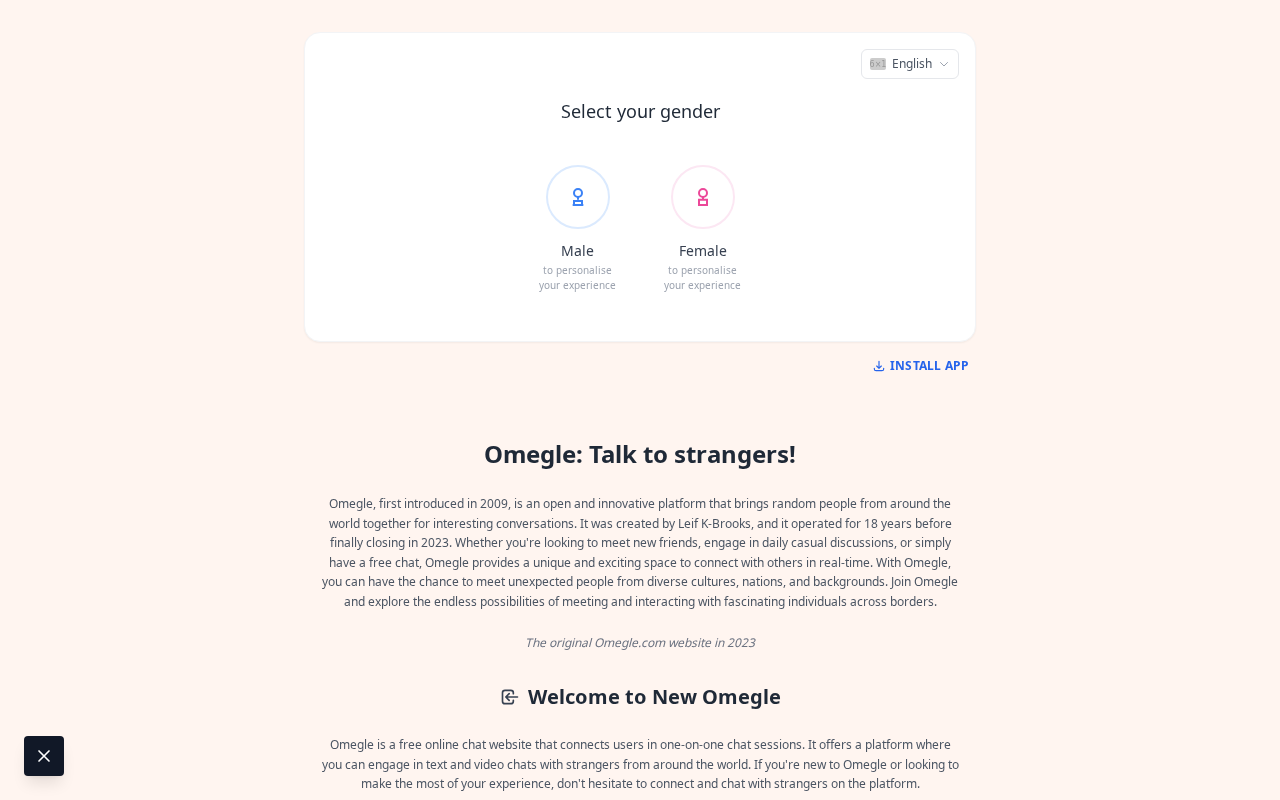 English
Select your gender
Male
to personalise
your experience
Female
to personalise
your experience
INSTALL APP
Omegle: Talk to strangers!
Omegle, first introduced in 2009, is an open and innovative platform that brings random people from around the
world together for interesting conversations. It was created by Leif K-Brooks, and it operated for 18 years before
finally closing in 2023. Whether you're looking to meet new friends, engage in daily casual discussions, or simply
have a free chat, Omegle provides a unique and exciting space to connect with others in real-time. With Omegle,
you can have the chance to meet unexpected people from diverse cultures, nations, and backgrounds. Join Omegle
and explore the endless possibilities of meeting and interacting with fascinating individuals across borders.
The original Omegle.com website in 2023
Welcome to New Omegle
Omegle is a free online chat website that connects users in one-on-one chat sessions. It offers a platform where
you can engage in text and video chats with strangers from around the world. If you're new to Omegle or looking to
make the most of your experience, don't hesitate to connect and chat with strangers on the platform.